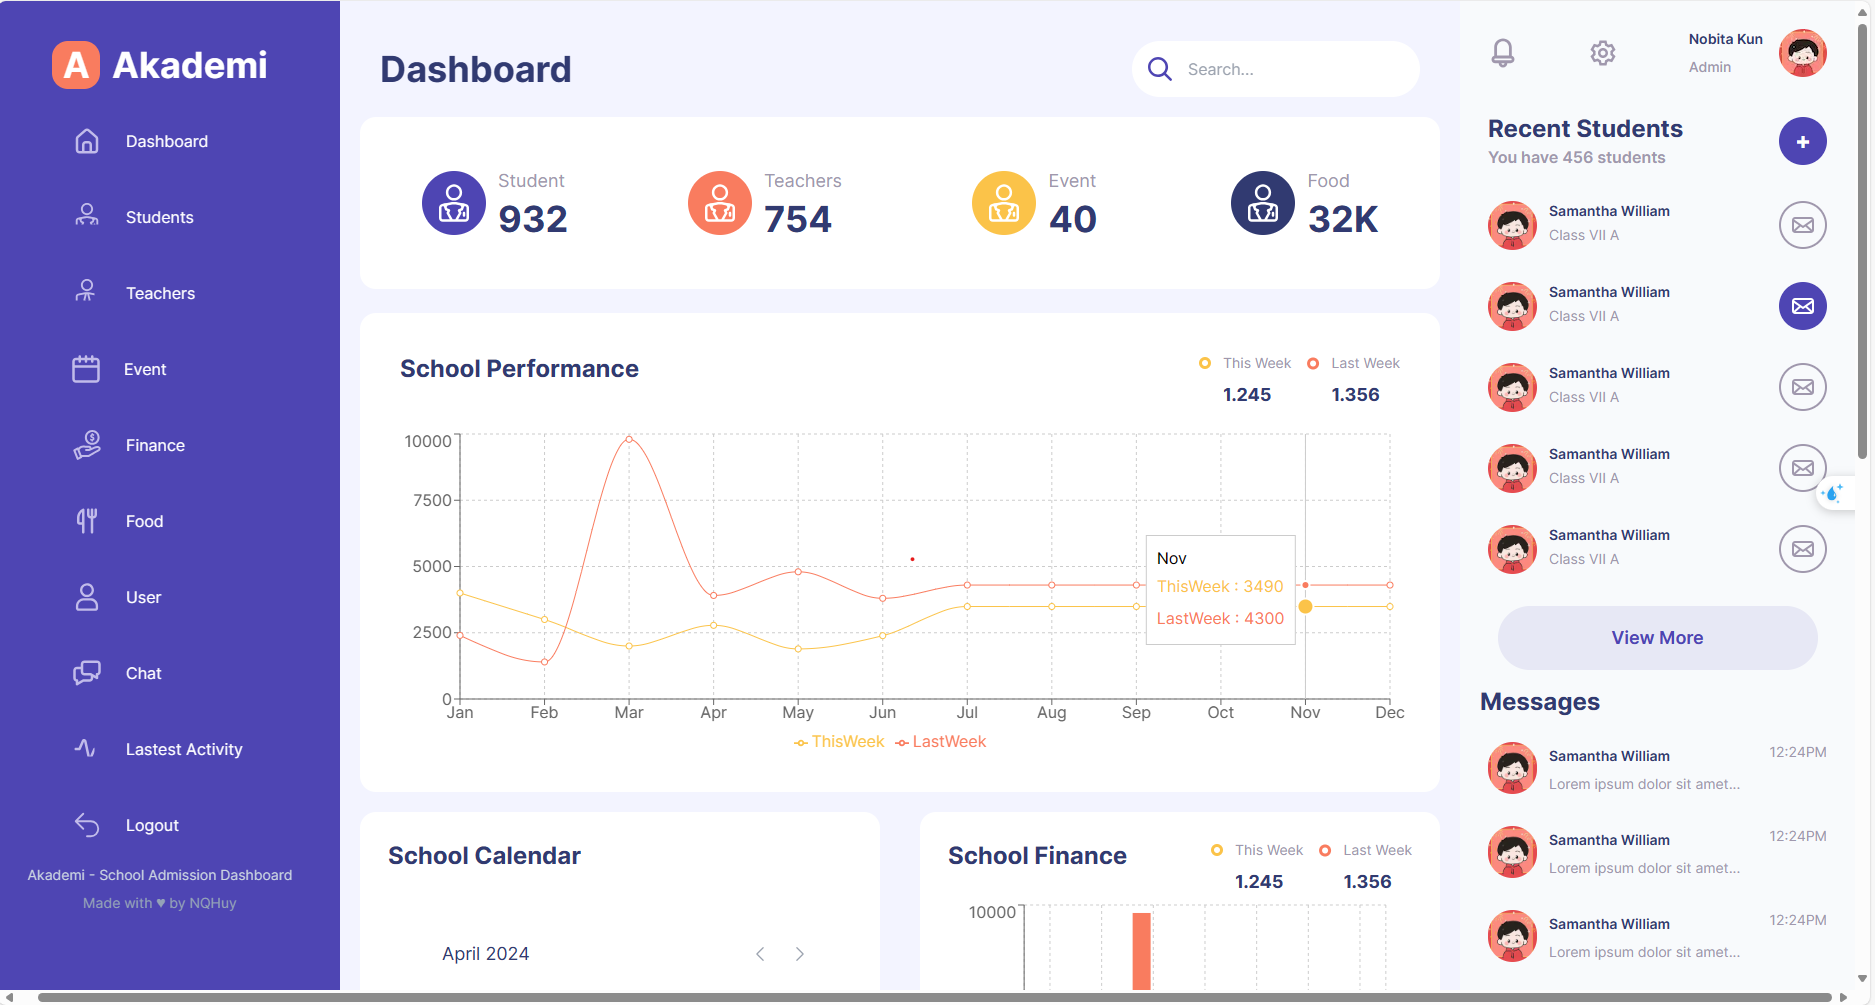 A Akademi
Dashboard
Students
Teachers
Event
Finance
Food
User
Chat
Lastest Activity
Logout
Akademi - School Admission Dashboard
Made with ♥ by NQHuy
Dashboard
Search...
Student
932
Teachers
754
Event
40
Food
32K
School Performance
This Week
1.245
Last Week
1.356
10000
7500
5000
2500
0
Jan Feb Mar Apr May Jun Jul Aug Sep Oct Nov Dec
Nov
ThisWeek : 3490
LastWeek : 4300
ThisWeek LastWeek
School Calendar
April 2024
School Finance
This Week
1.245
Last Week
1.356
10000
Nobita Kun
Admin
Recent Students
You have 456 students
Samantha William
Class VII A
Samantha William
Class VII A
Samantha William
Class VII A
Samantha William
Class VII A
Samantha William
Class VII A
View More
Messages
Samantha William
12:24PM
Lorem ipsum dolor sit amet...
Samantha William
12:24PM
Lorem ipsum dolor sit amet...
Samantha William
12:24PM
Lorem ipsum dolor sit amet...